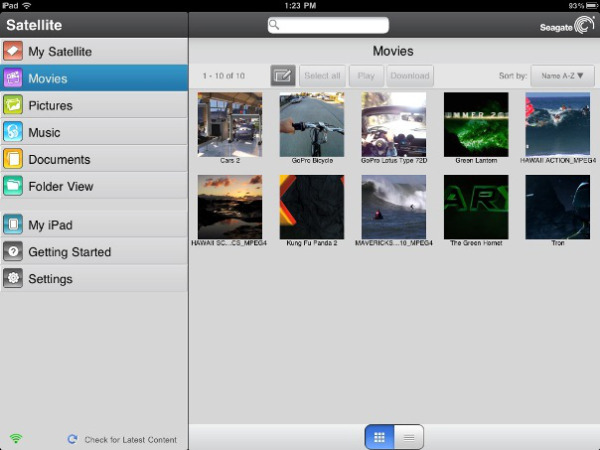 iPad
1:23 PM
93%
Satellite
Seagate
My Satellite
Movies
Pictures
Music
Documents
Folder View
My iPad
Getting Started
Settings
Check for Latest Content
Movies
1 - 10 of 10
Select all
Play
Download
Sort by:
Name A-Z ▼
UMMER 20
Cars 2
GoPro Bicycle
GoPro Lotus Type 72D
Green Lantern
HAWAII ACTION_MPEG4
ARY
HAWAII SC...CS_MPEG4
Kung Fu Panda 2
MAVERICKS...10_MPEG4
The Green Hornet
Tron